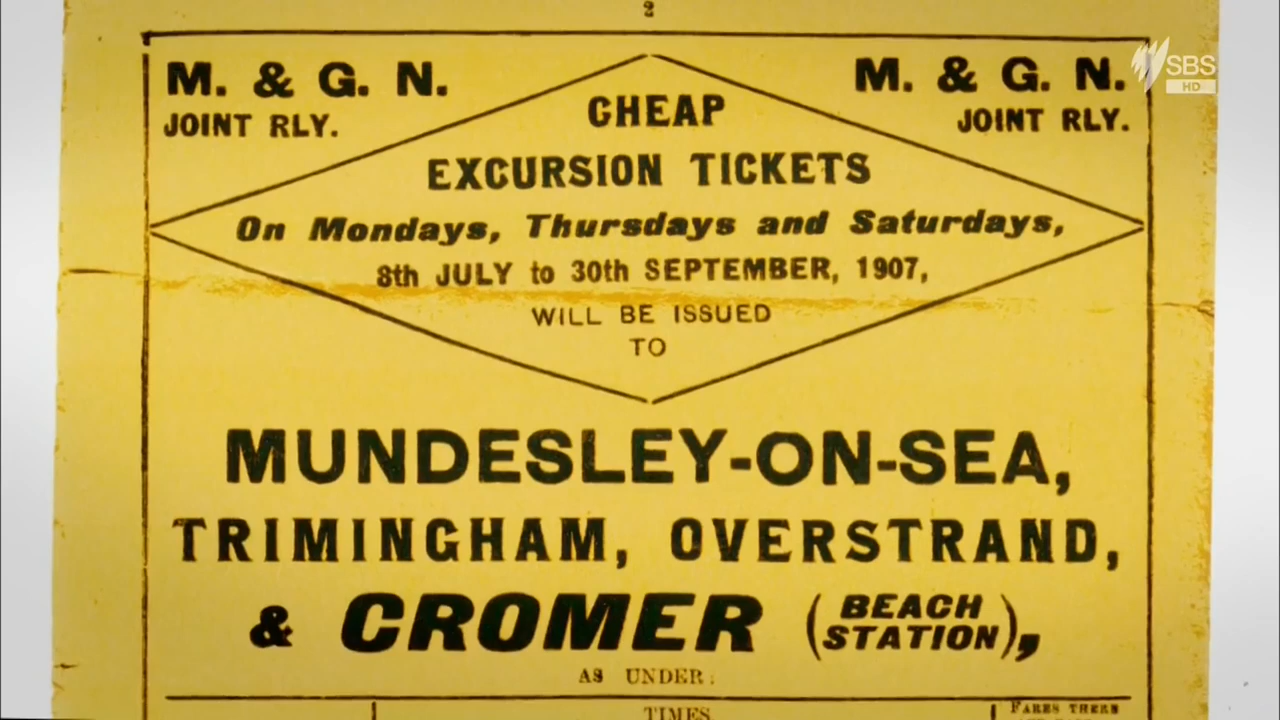 2
M. & G. N.
JOINT RLY.
M. & G. N.
JOINT RLY.
SBS
HD
CHEAP
EXCURSION TICKETS
On Mondays, Thursdays and Saturdays,
8th JULY to 30th SEPTEMBER, 1907,
WILL BE ISSUED
TO
MUNDESLEY-ON-SEA,
TRIMINGHAM, OVERSTRAND,
& CROMER (BEACH STATION),
AS UNDER:
TIMES.
FARES THERE